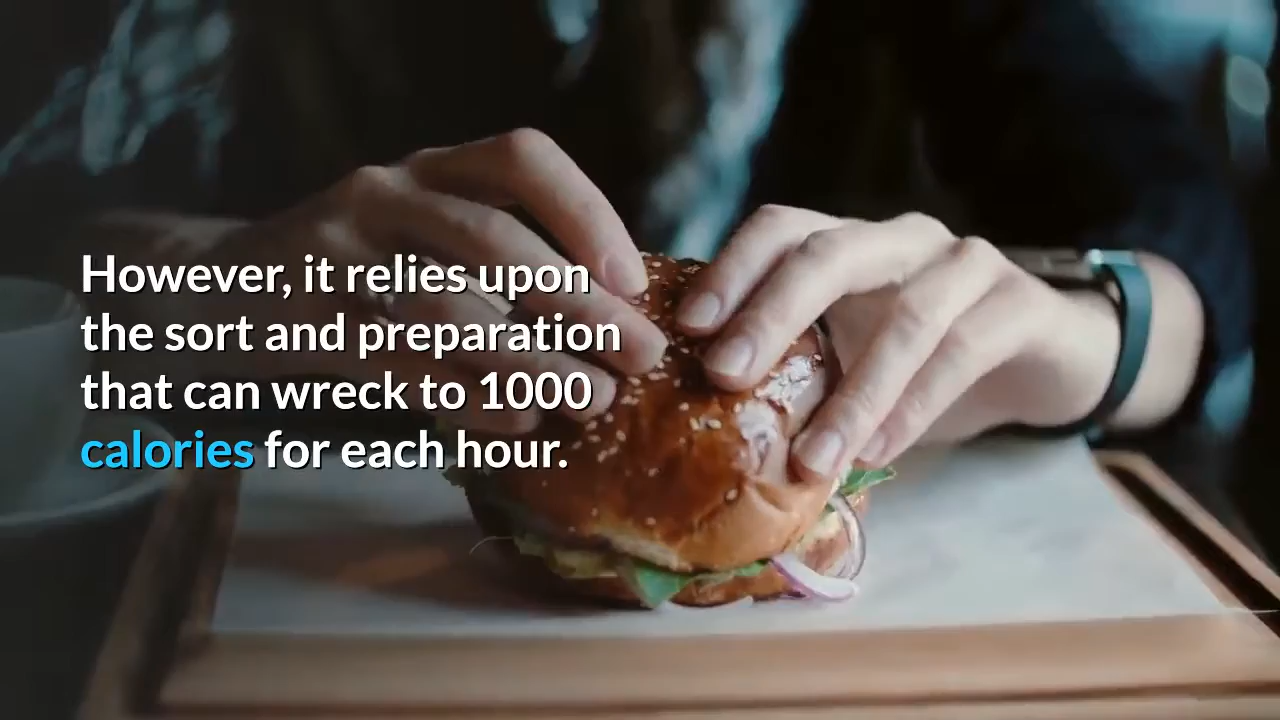 However, it relies upon
the sort and preparation
that can wreck to 1000
calories for each hour.